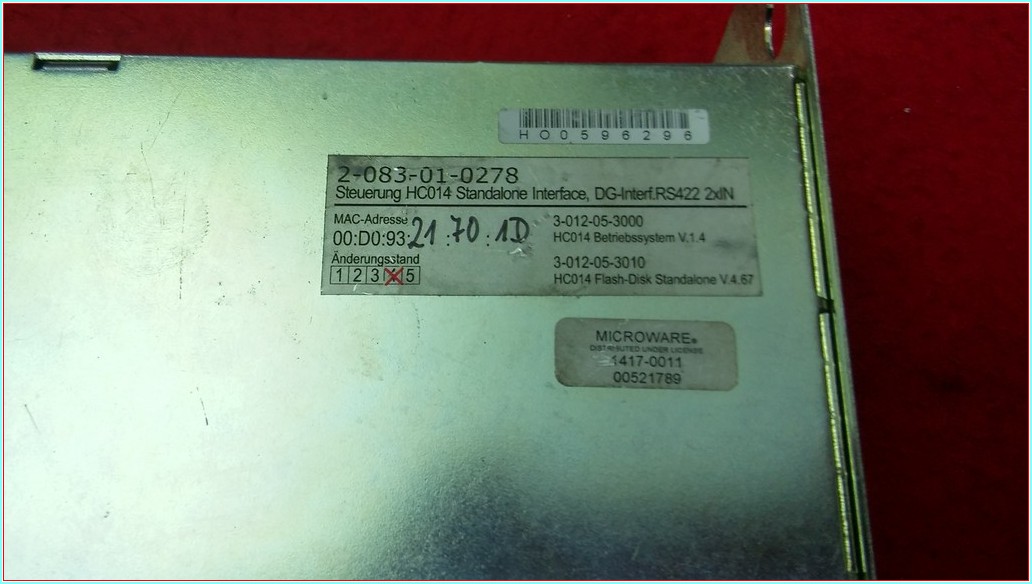 H00596296
2-083-01-0278
Steuerung HC014 Standalone Interface, DG-Interf.RS422 2xIN
MAC-Adresse
00:D0:93:21:70:1D
Änderungsstand
1 2 3 4 5
3-012-05-3000
HC014 Betriebssystem V.1.4
3-012-05-3010
HC014 Flash-Disk Standalone V.4.67
MICROWARE®
DISTRIBUTED UNDER LICENSE
1417-0011
00521789